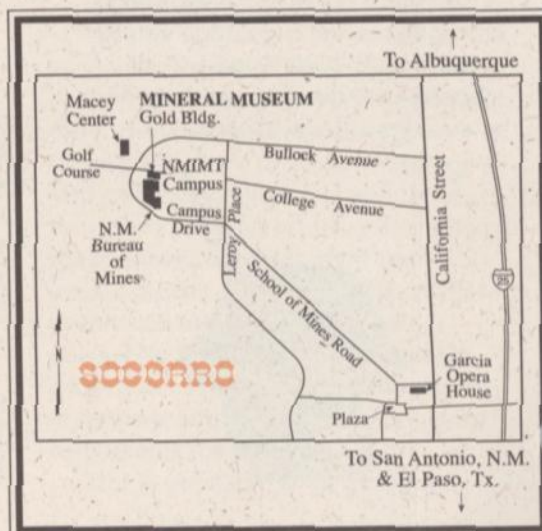 To Albuquerque
Macey
Center
MINERAL MUSEUM
Gold Bldg.
Golf
Course
NMIMT
Campus
Bullock Avenue
College Avenue
Campus
Drive
N.M.
Bureau
of
Mines
Leroy Place
School of Mines Road
California Street
25
N
SOCORRO
Garcia
Opera
House
Plaza
To San Antonio, N.M.
& El Paso, Tx.